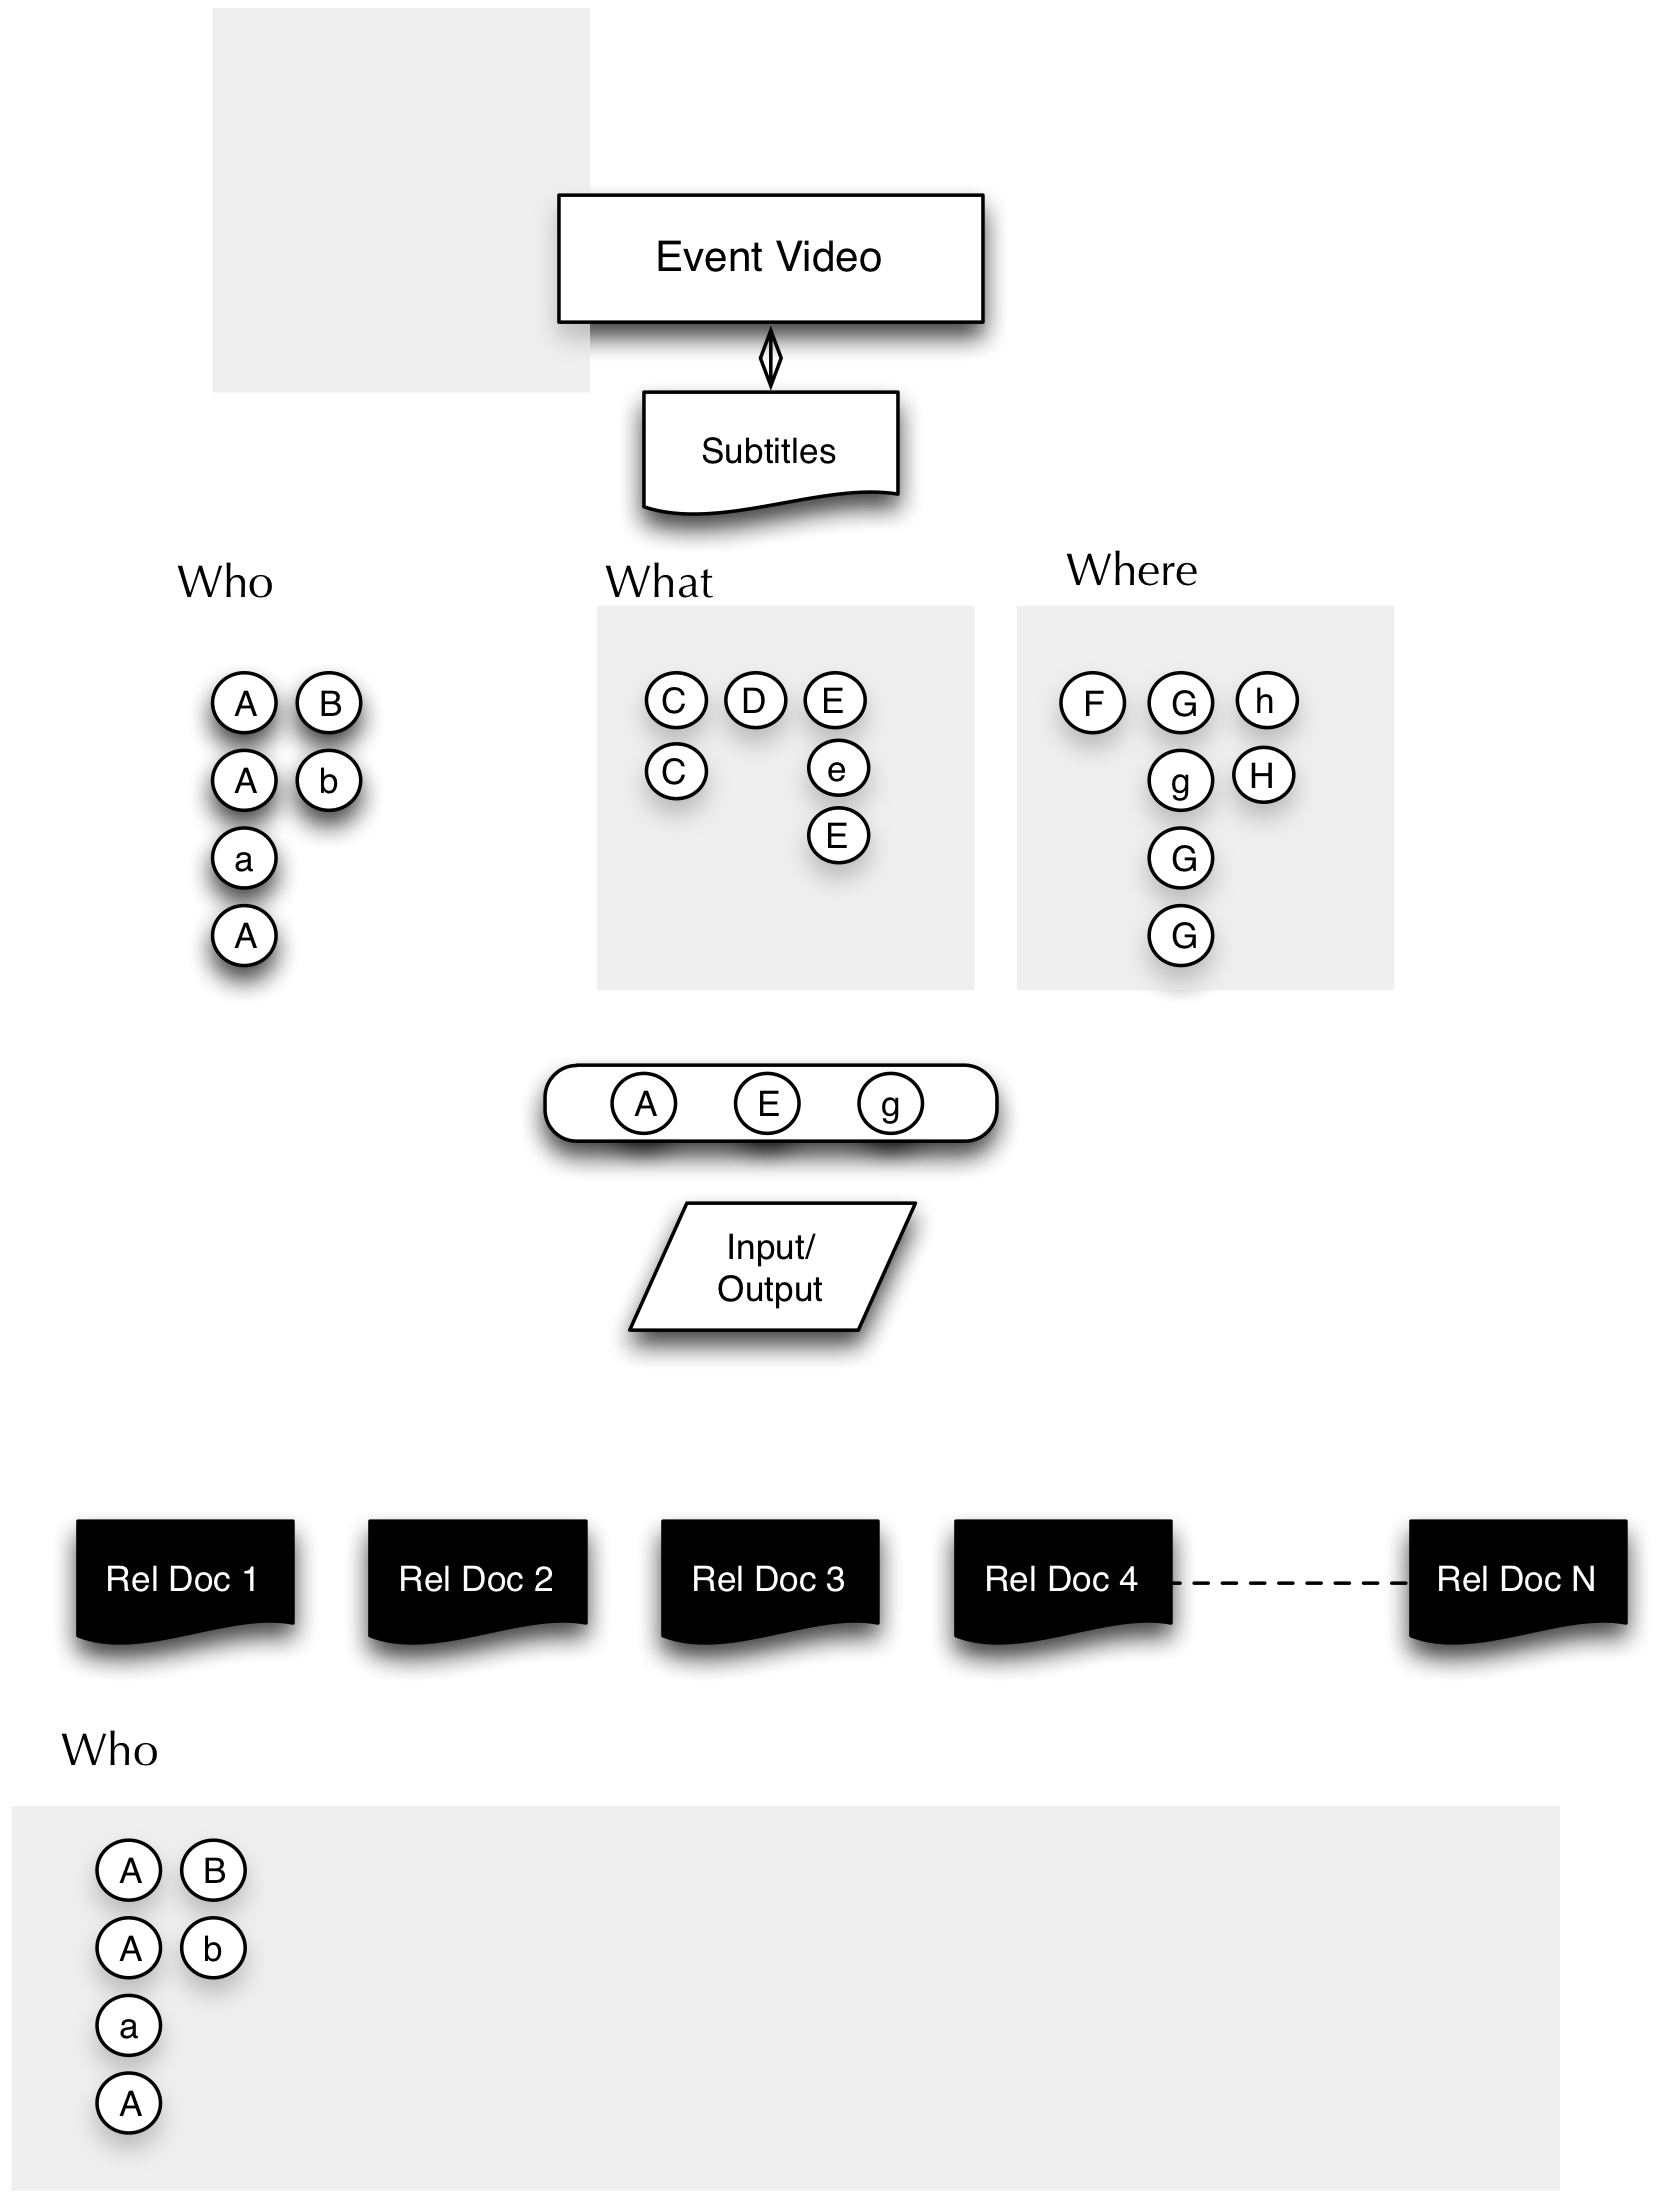 Event Video
Subtitles
Who
What
Where
A B
C D E
F G h
A b
C e
g H
a
E
G
A
G
A E g
Input/
Output
Rel Doc 1
Rel Doc 2
Rel Doc 3
Rel Doc 4
Rel Doc N
Who
A B
A b
a
A